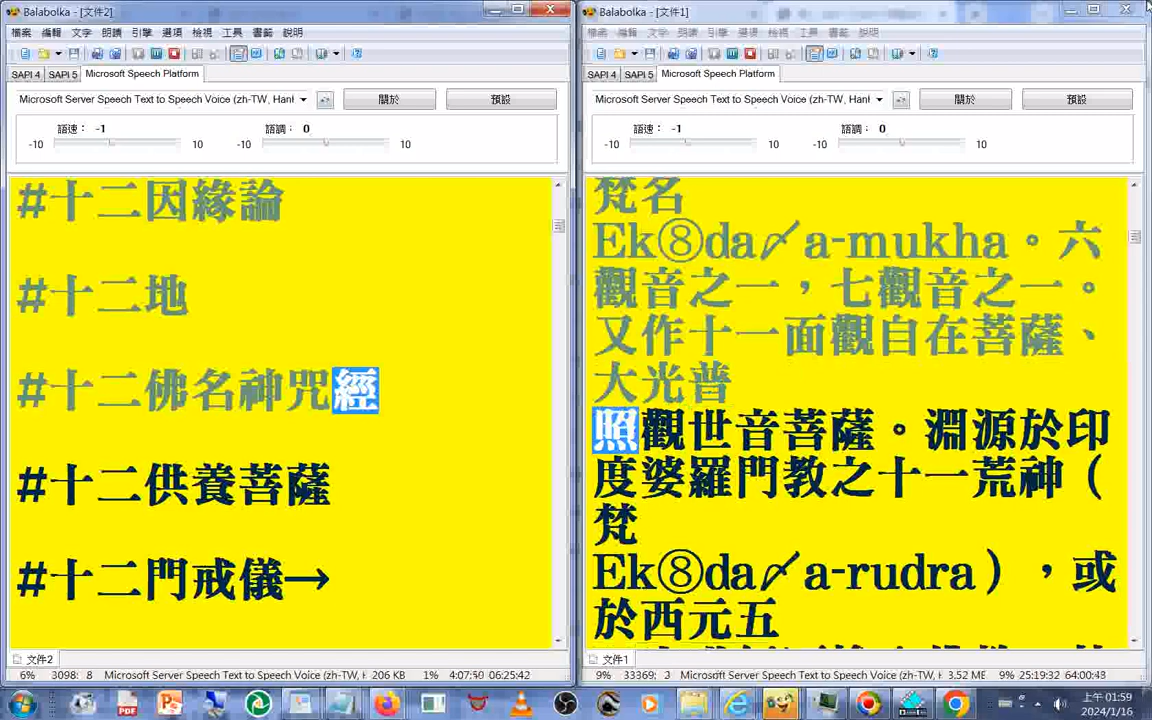 Balabolka - [文件2]
檔案 編輯 文字 朗讀 引擎 選項 檢視 工具 書籤 說明
SAPI 4 SAPI 5 Microsoft Speech Platform
Microsoft Server Speech Text to Speech Voice (zh-TW, Hanl
關於
預設
語速： -1
語調： 0
-10 10 -10 10
#十二因緣論
#十二地
#十二佛名神咒經
#十二供養菩薩
#十二門戒儀→
文件2
6% 3098: 8 Microsoft Server Speech Text to Speech Voice (zh-TW, H 206 KB 1% 4:07:50 06:25:42
Balabolka - [文件1]
檔案 編輯 文字 朗讀 引擎 選項 檢視 工具 書籤 說明
SAPI 4 SAPI 5 Microsoft Speech Platform
Microsoft Server Speech Text to Speech Voice (zh-TW, Hanl
關於
預設
語速： -1
語調： 0
-10 10 -10 10
梵名
Ek⑧da〆a-mukha。六
觀音之一，七觀音之一。
又作十一面觀自在菩薩、
大光普
照觀世音菩薩。淵源於印
度婆羅門教之十一荒神（
梵
Ek⑧da〆a-rudra），或
於西元五
文件1
9% 33369: 3 Microsoft Server Speech Text to Speech Voice (zh-TW, H 3.52 MB 9% 25:19:32 64:00:48
上午 01:59
2024/1/16